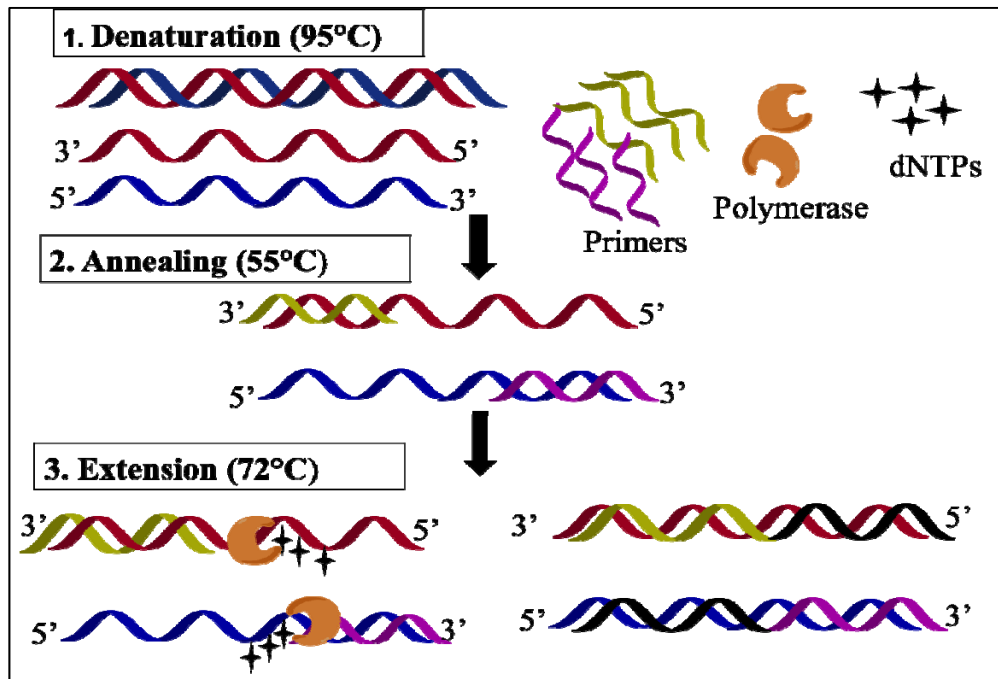 1. Denaturation (95°C)
3’ 5’
5’ 3’
Primers
Polymerase
dNTPs
2. Annealing (55°C)
3’ 5’
5’ 3’
3. Extension (72°C)
3’ 5’
5’ 3’
3’ 5’
5’ 3’